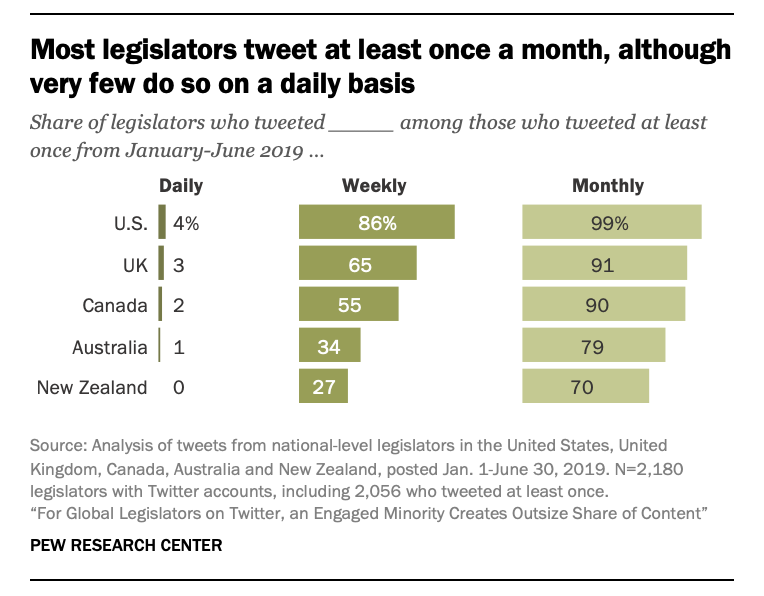 Most legislators tweet at least once a month, although
very few do so on a daily basis
Share of legislators who tweeted _____ among those who tweeted at least
once from January-June 2019 ...
Daily Weekly Monthly
U.S. 4% 86% 99%
UK 3 65 91
Canada 2 55 90
Australia 1 34 79
New Zealand 0 27 70
Source: Analysis of tweets from national-level legislators in the United States, United
Kingdom, Canada, Australia and New Zealand, posted Jan. 1-June 30, 2019. N=2,180
legislators with Twitter accounts, including 2,056 who tweeted at least once.
“For Global Legislators on Twitter, an Engaged Minority Creates Outsize Share of Content”
PEW RESEARCH CENTER